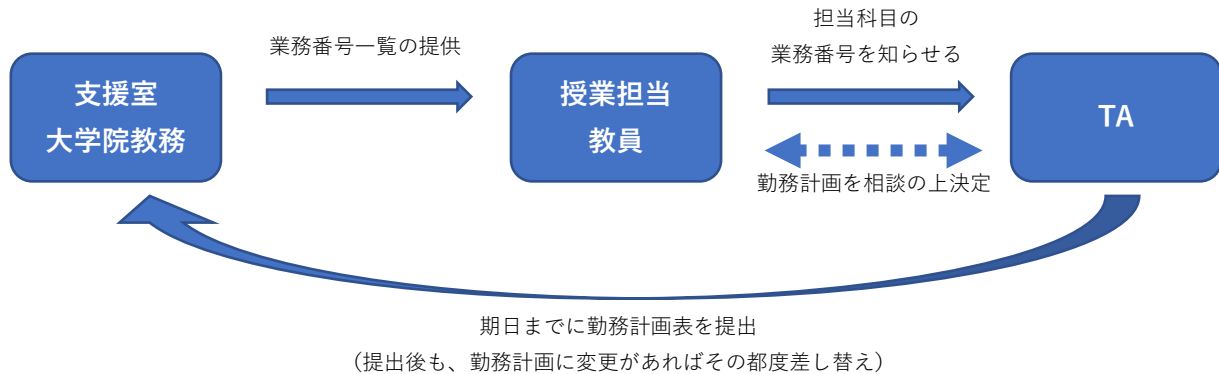 業務番号一覧の提供
担当科目の
業務番号を知らせる
支援室
大学院教務
授業担当
教員
TA
勤務計画を相談の上決定
期日までに勤務計画表を提出
（提出後も、勤務計画に変更があればその都度差し替え）